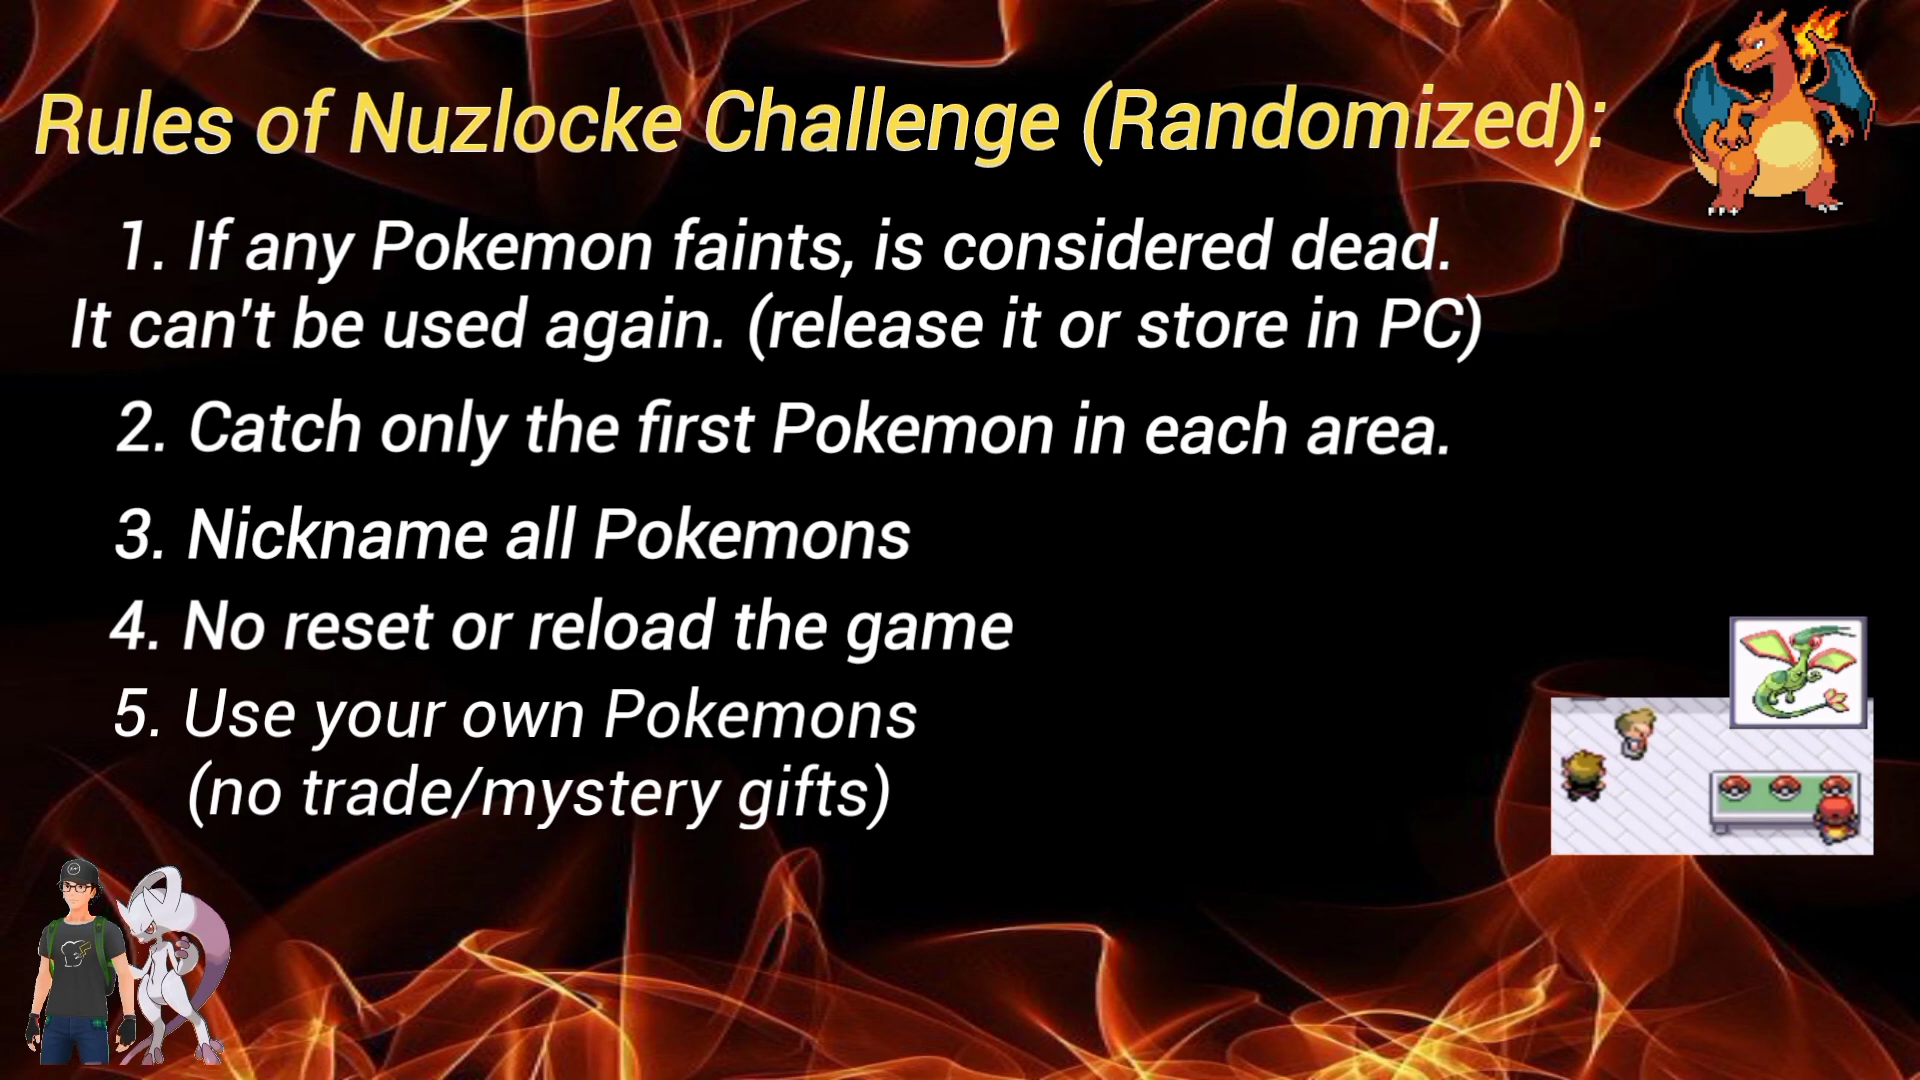 Rules of Nuzlocke Challenge (Randomized):
1. If any Pokemon faints, is considered dead.
It can't be used again. (release it or store in PC)
2. Catch only the first Pokemon in each area.
3. Nickname all Pokemons
4. No reset or reload the game
5. Use your own Pokemons
(no trade/mystery gifts)